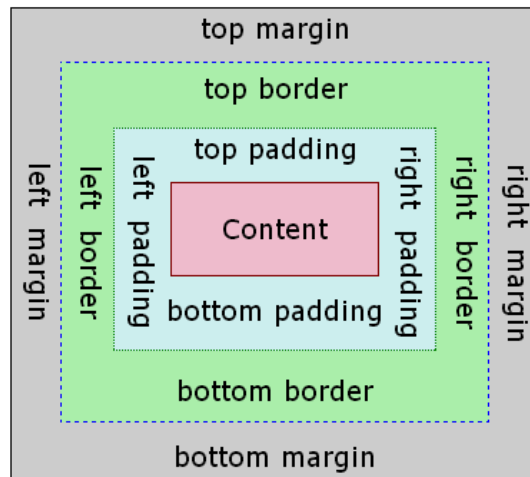 top margin
top border
top padding
left margin
left border
left padding
Content
right padding
right border
right margin
bottom padding
bottom border
bottom margin